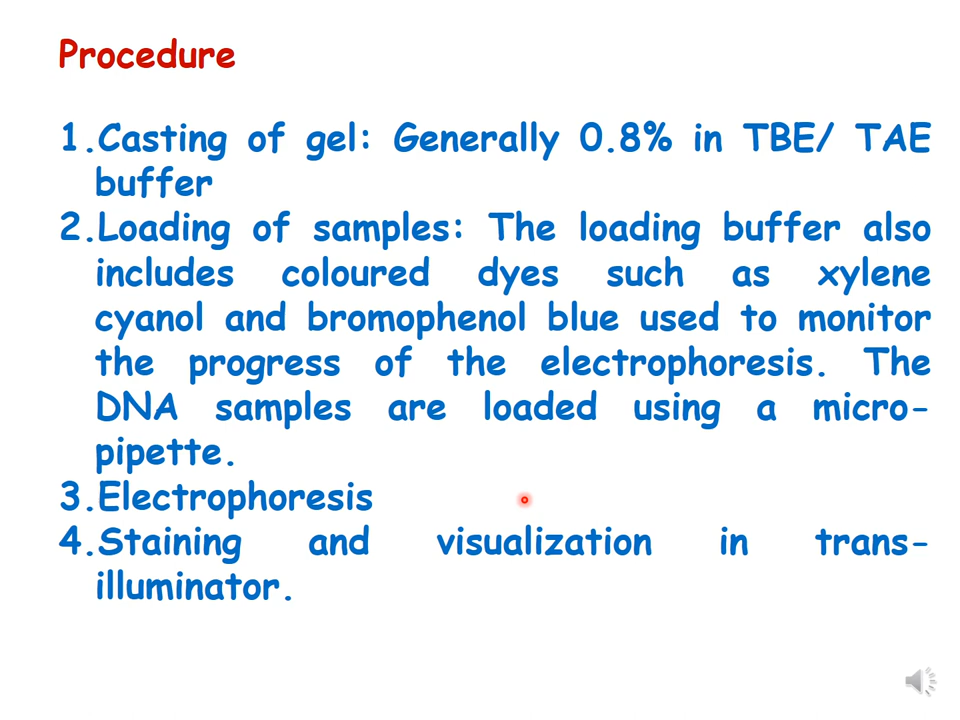 Procedure
1.Casting of gel: Generally 0.8% in TBE/ TAE
buffer
2.Loading of samples: The loading buffer also
includes coloured dyes such as xylene
cyanol and bromophenol blue used to monitor
the progress of the electrophoresis. The
DNA samples are loaded using a micro-
pipette.
3.Electrophoresis
4.Staining and visualization in trans-
illuminator.